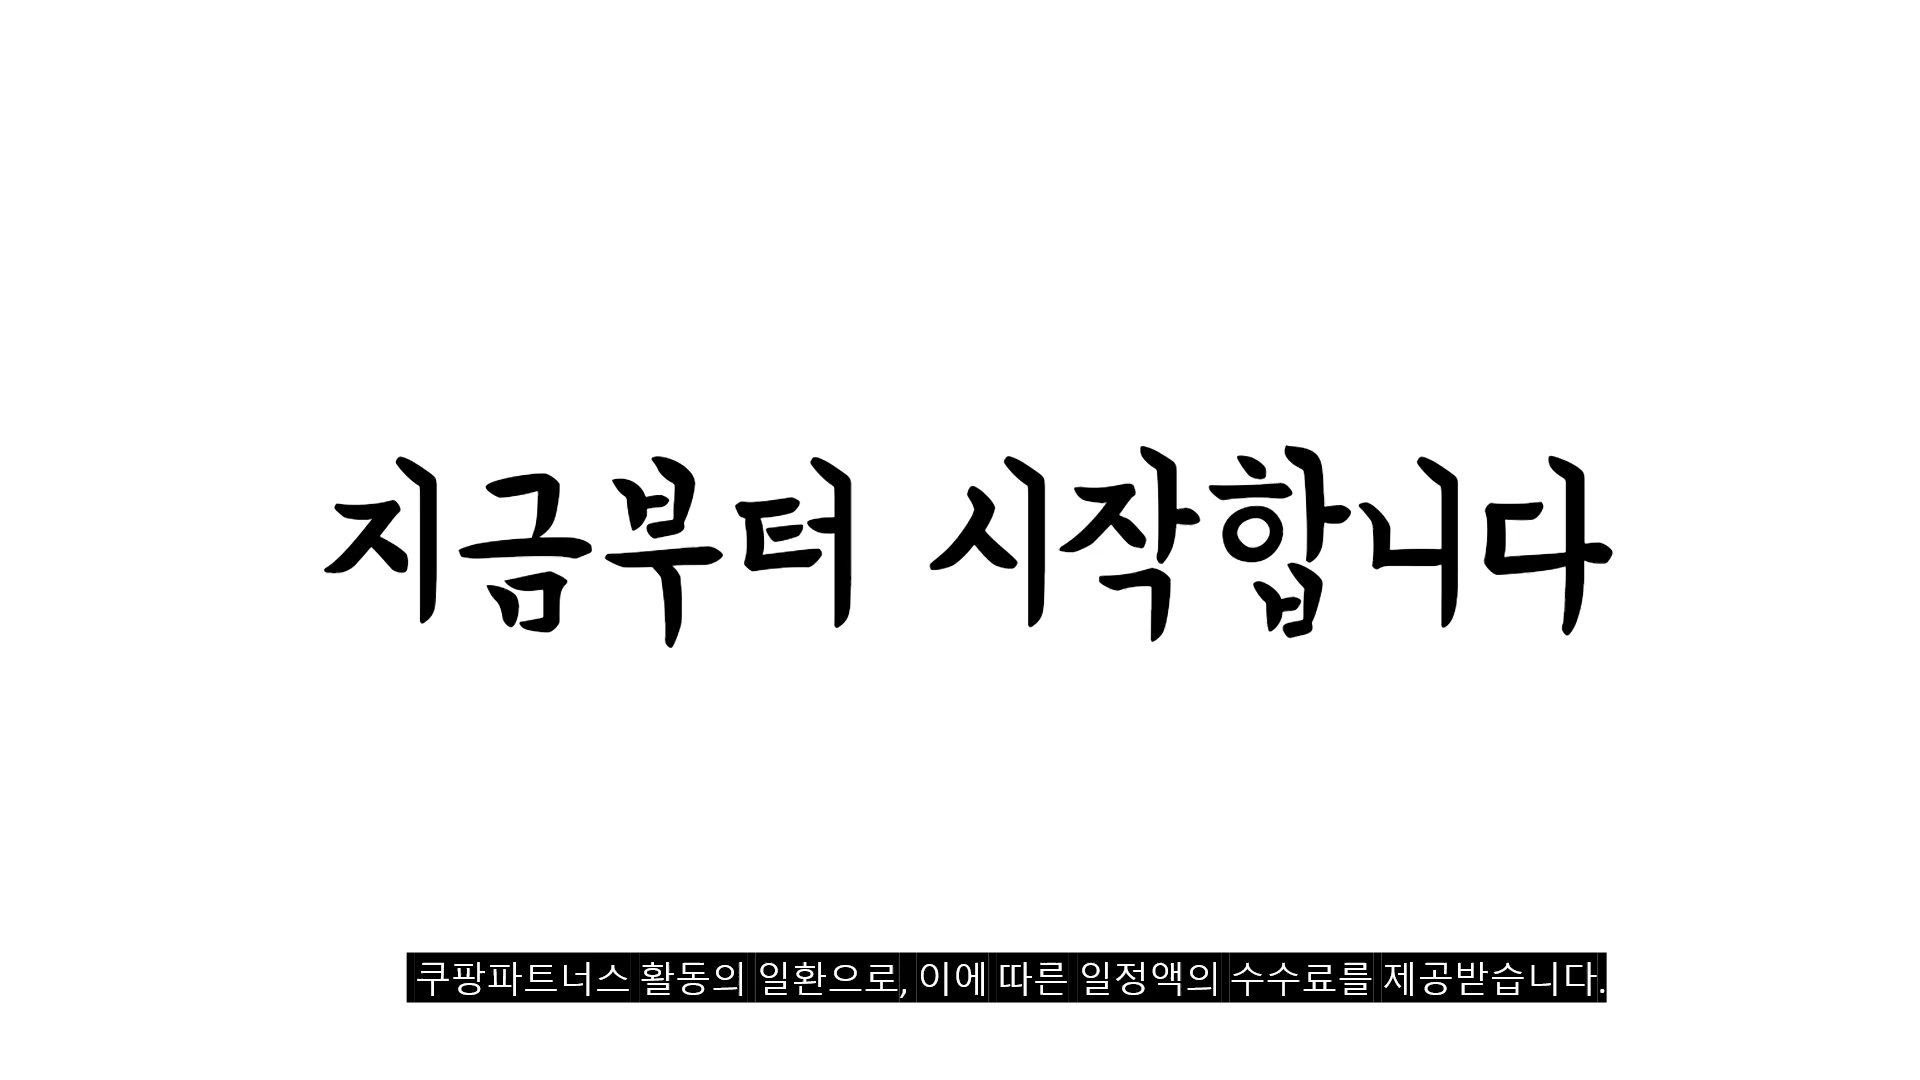 지금부터 시작합니다
쿠팡파트너스 활동의 일환으로, 이에 따른 일정액의 수수료를 제공받습니다.